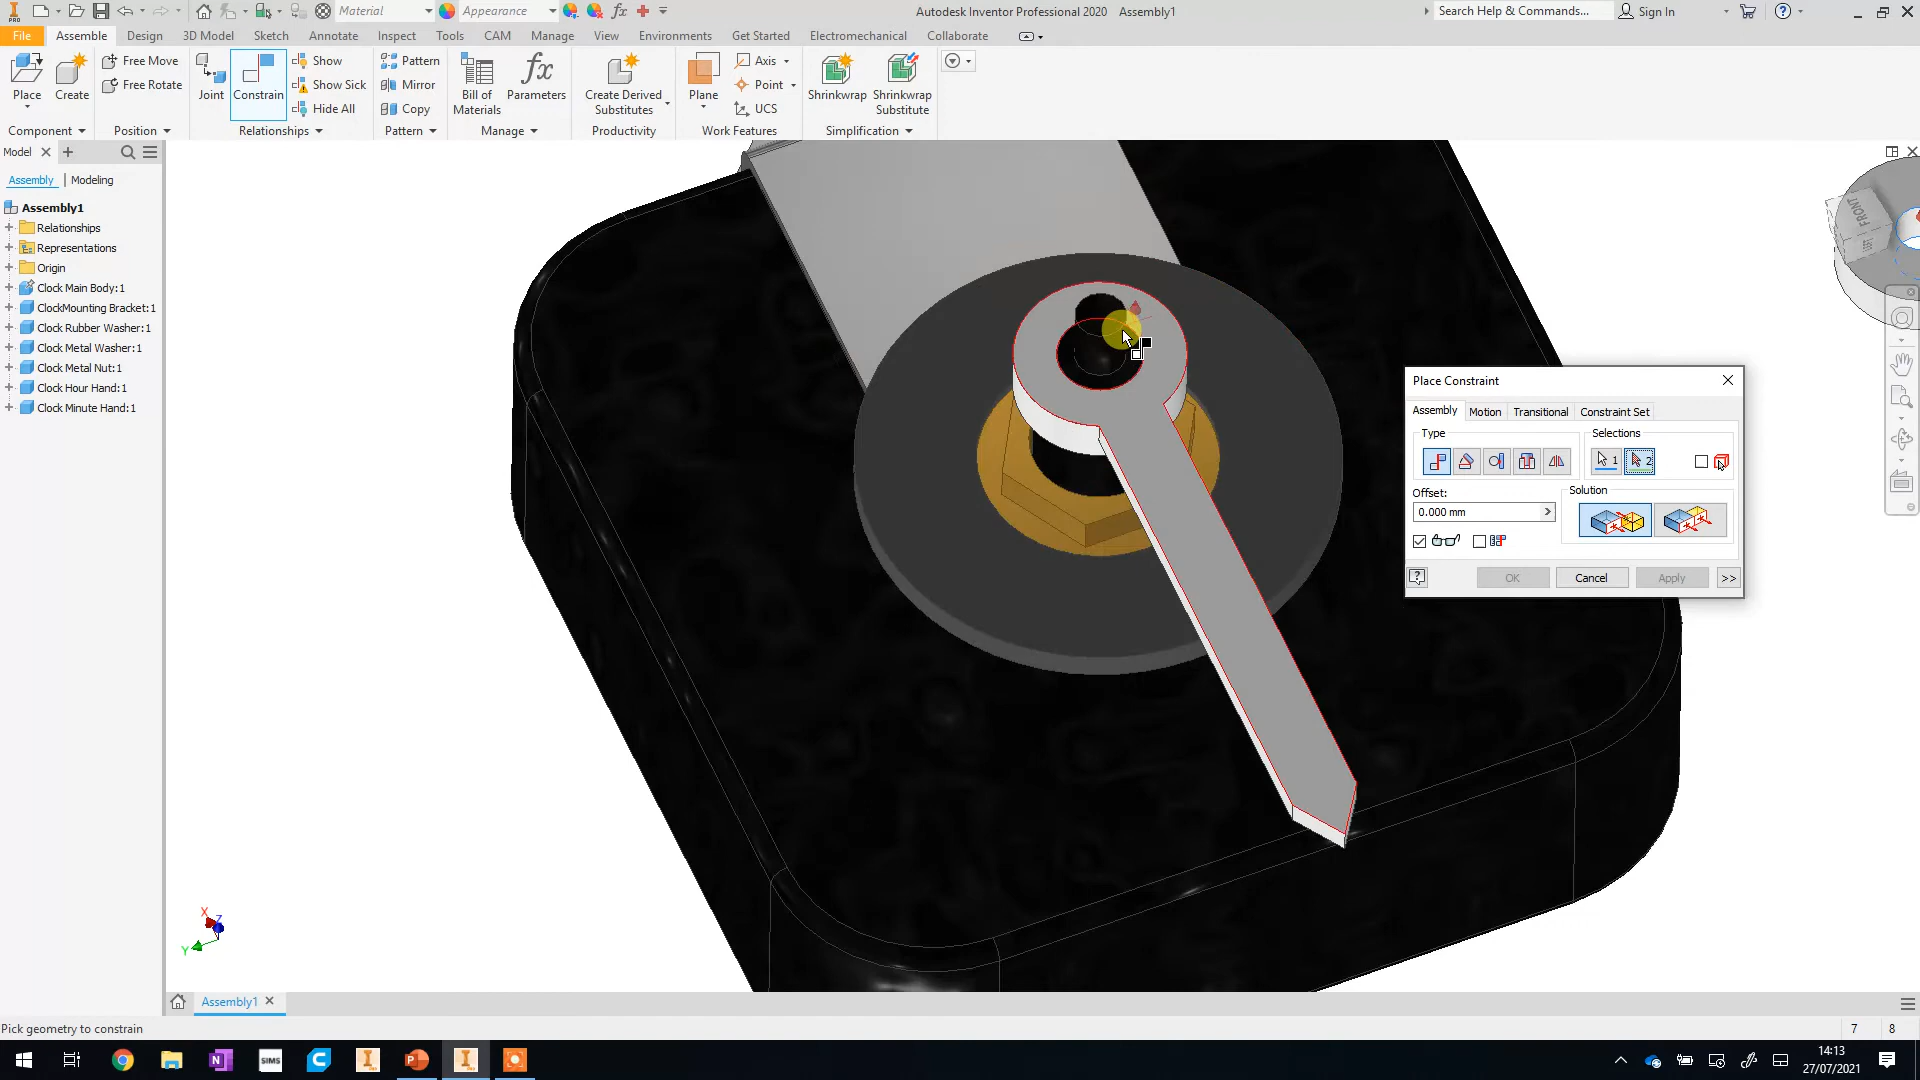 Material
Appearance
Autodesk Inventor Professional 2020 Assembly1
Search Help & Commands...
Sign In
File
Assemble
Design
3D Model
Sketch
Annotate
Inspect
Tools
CAM
Manage
View
Environments
Get Started
Electromechanical
Collaborate
Place
Create
Free Move
Free Rotate
Joint
Constrain
Show
Show Sick
Hide All
Pattern
Mirror
Copy
Bill of
Materials
Parameters
Create Derived
Substitutes
Plane
Axis
Point
UCS
Shrinkwrap
Shrinkwrap
Substitute
Component
Position
Relationships
Pattern
Manage
Productivity
Work Features
Simplification
Model
Assembly
Modeling
Assembly1
Relationships
Representations
Origin
Clock Main Body:1
ClockMounting Bracket:1
Clock Rubber Washer:1
Clock Metal Washer:1
Clock Metal Nut:1
Clock Hour Hand:1
Clock Minute Hand:1
FRONT
Place Constraint
Assembly
Motion
Transitional
Constraint Set
Type
Selections
1
2
Offset:
0.000 mm
Solution
OK
Cancel
Apply
>>
X
Z
Y
Assembly1
Pick geometry to constrain
7
8
SIMS
14:13
27/07/2021